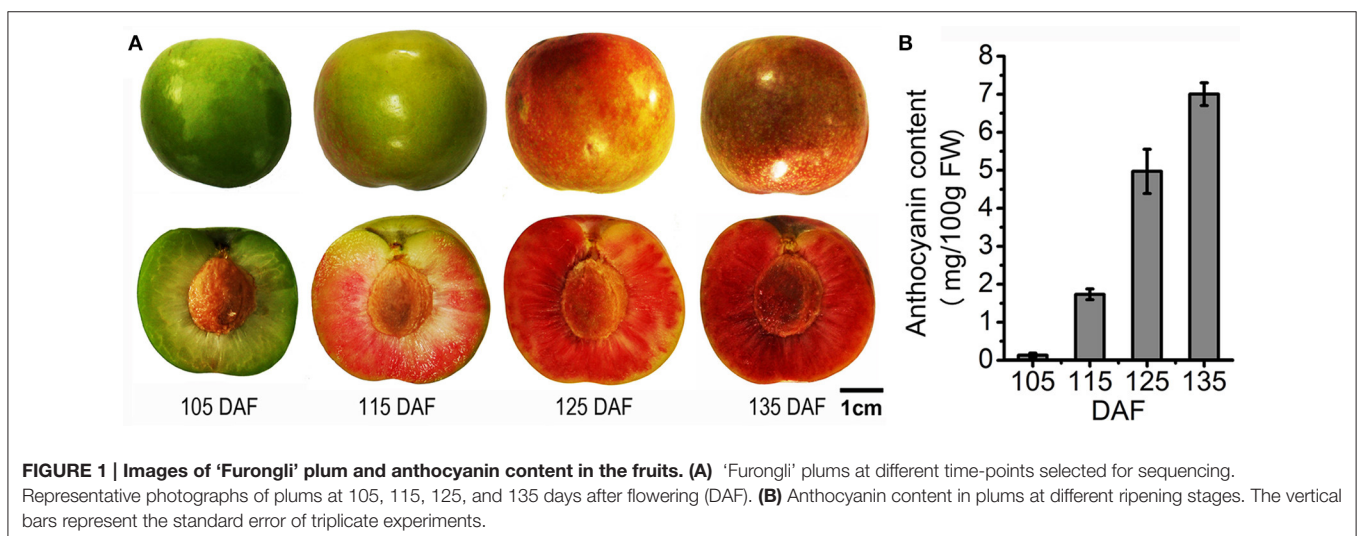 A
105 DAF
115 DAF
125 DAF
135 DAF
1cm
B
Anthocyanin content
( mg/100g FW)
8
7
6
5
4
3
2
1
0
105
115
125
135
DAF
FIGURE 1 | Images of ‘Furongli’ plum and anthocyanin content in the fruits. (A) ‘Furongli’ plums at different time-points selected for sequencing.
Representative photographs of plums at 105, 115, 125, and 135 days after flowering (DAF). (B) Anthocyanin content in plums at different ripening stages. The vertical
bars represent the standard error of triplicate experiments.